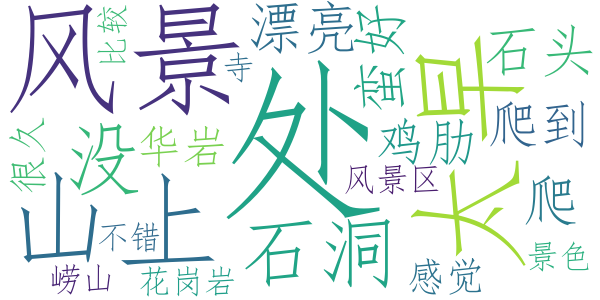 风景
比较
漂亮
寺
蛮好
太早
石头
处
很久
没
华岩
鸡肋
爬到
风景区
爬
山上
不错
石洞
崂山
花岗岩
感觉
景色